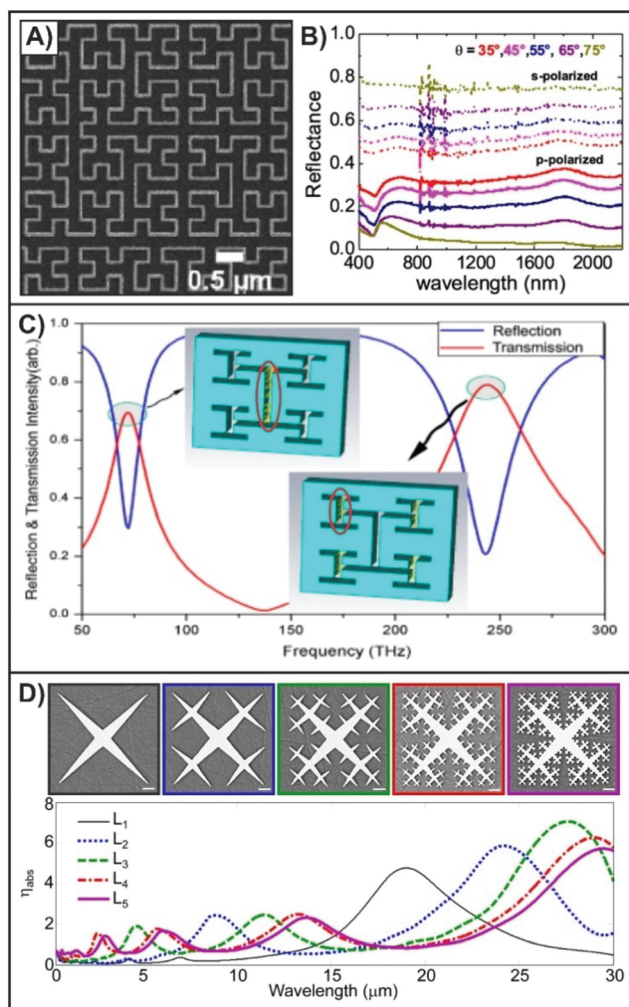 A)
0.5 μm
B)
θ = 35°,45°,55°, 65°,75°
s-polarized
p-polarized
Reflectance
1.0
0.8
0.6
0.4
0.2
0.0
400 800 1200 1600 2000
wavelength (nm)
C)
Reflection
Transmission
Reflection & Transmission Intensity(arb.)
1.0
0.8
0.6
0.4
0.2
0.0
50 100 150 200 250 300
Frequency (THz)
D)
L1
L2
L3
L4
L5
ηabs
8
6
4
2
0
0 5 10 15 20 25 30
Wavelength (μm)